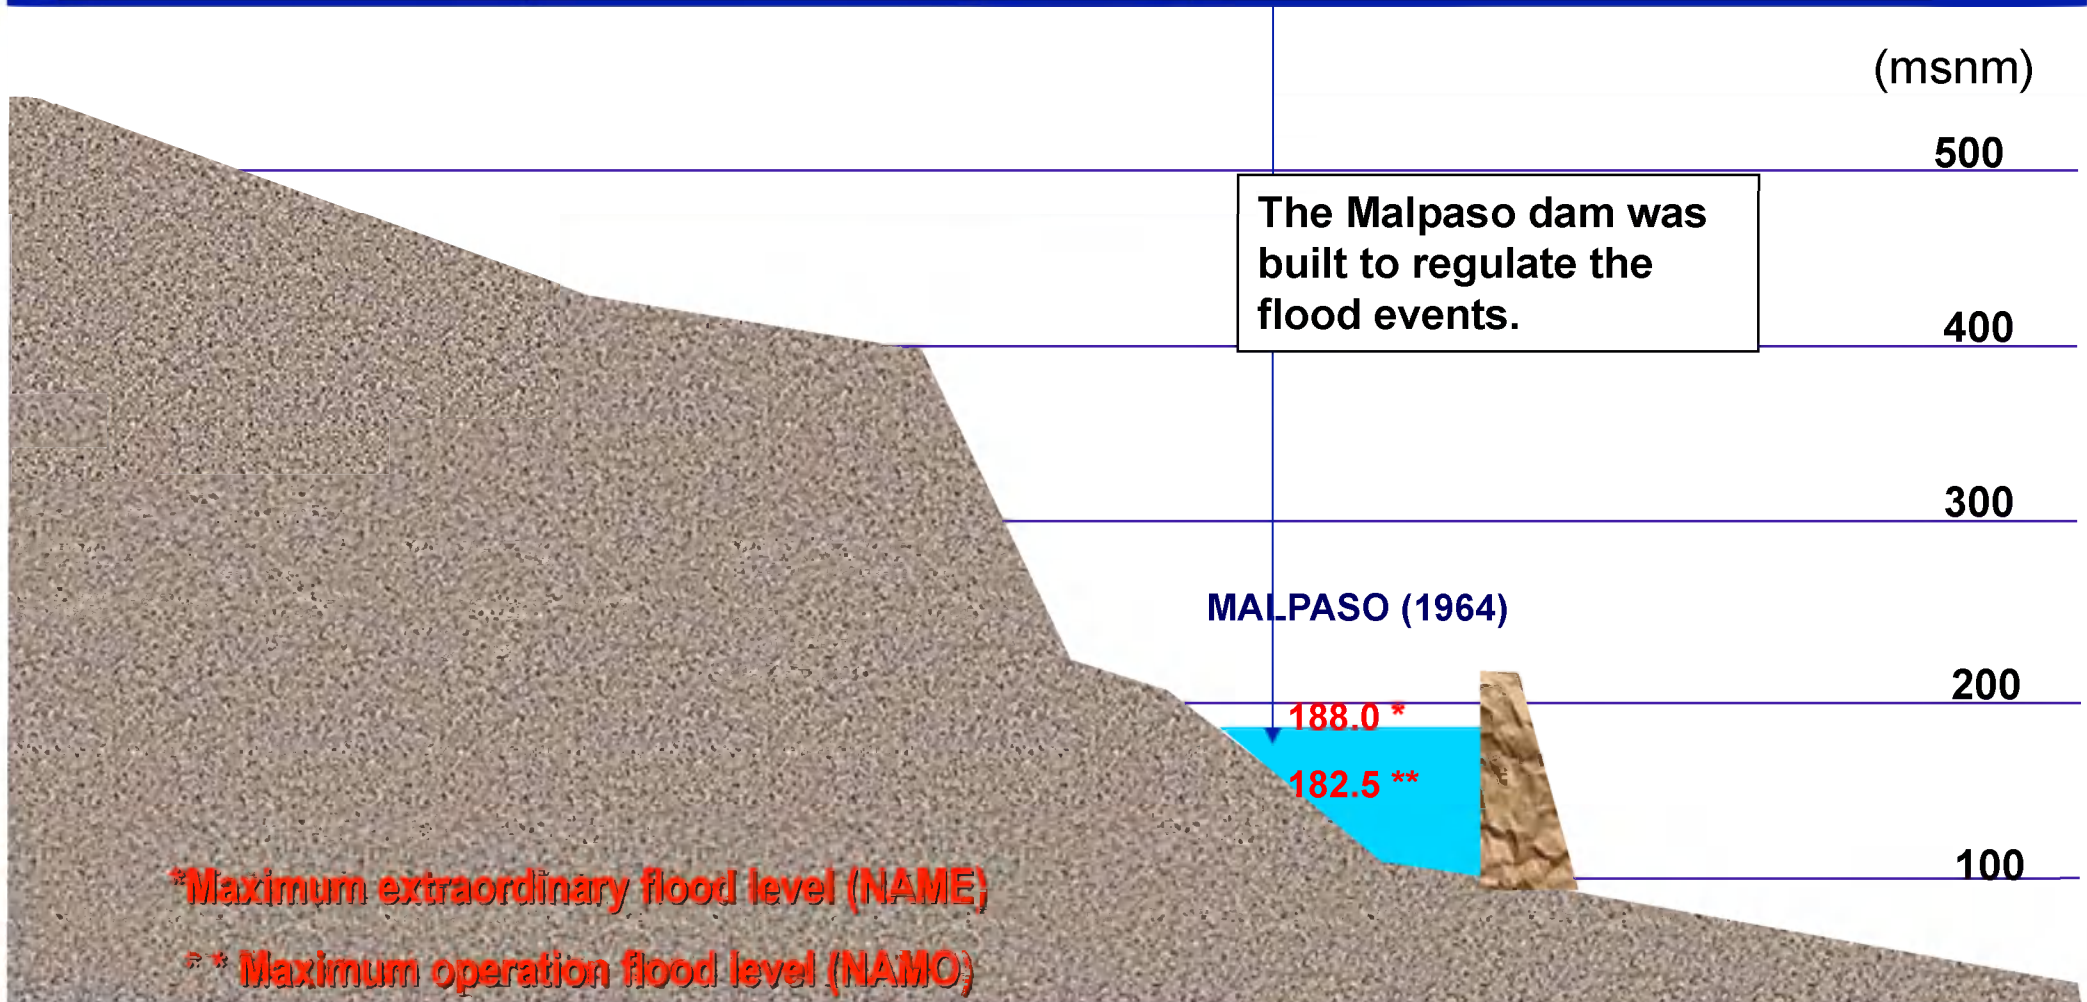 (msnm)
500
The Malpaso dam was
built to regulate the
flood events.
400
300
MALPASO (1964)
200
188.0 *
182.5 **
100
*Maximum extraordinary flood level (NAME)
** Maximum operation flood level (NAMO)